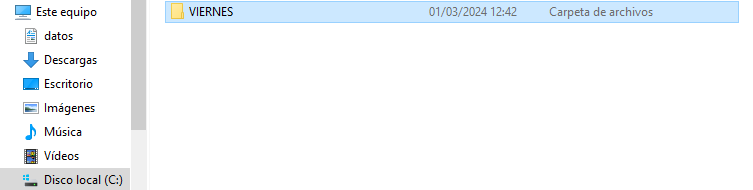 Este equipo
datos
Descargas
Escritorio
Imágenes
Música
Vídeos
Disco local (C:)
VIERNES 01/03/2024 12:42 Carpeta de archivos